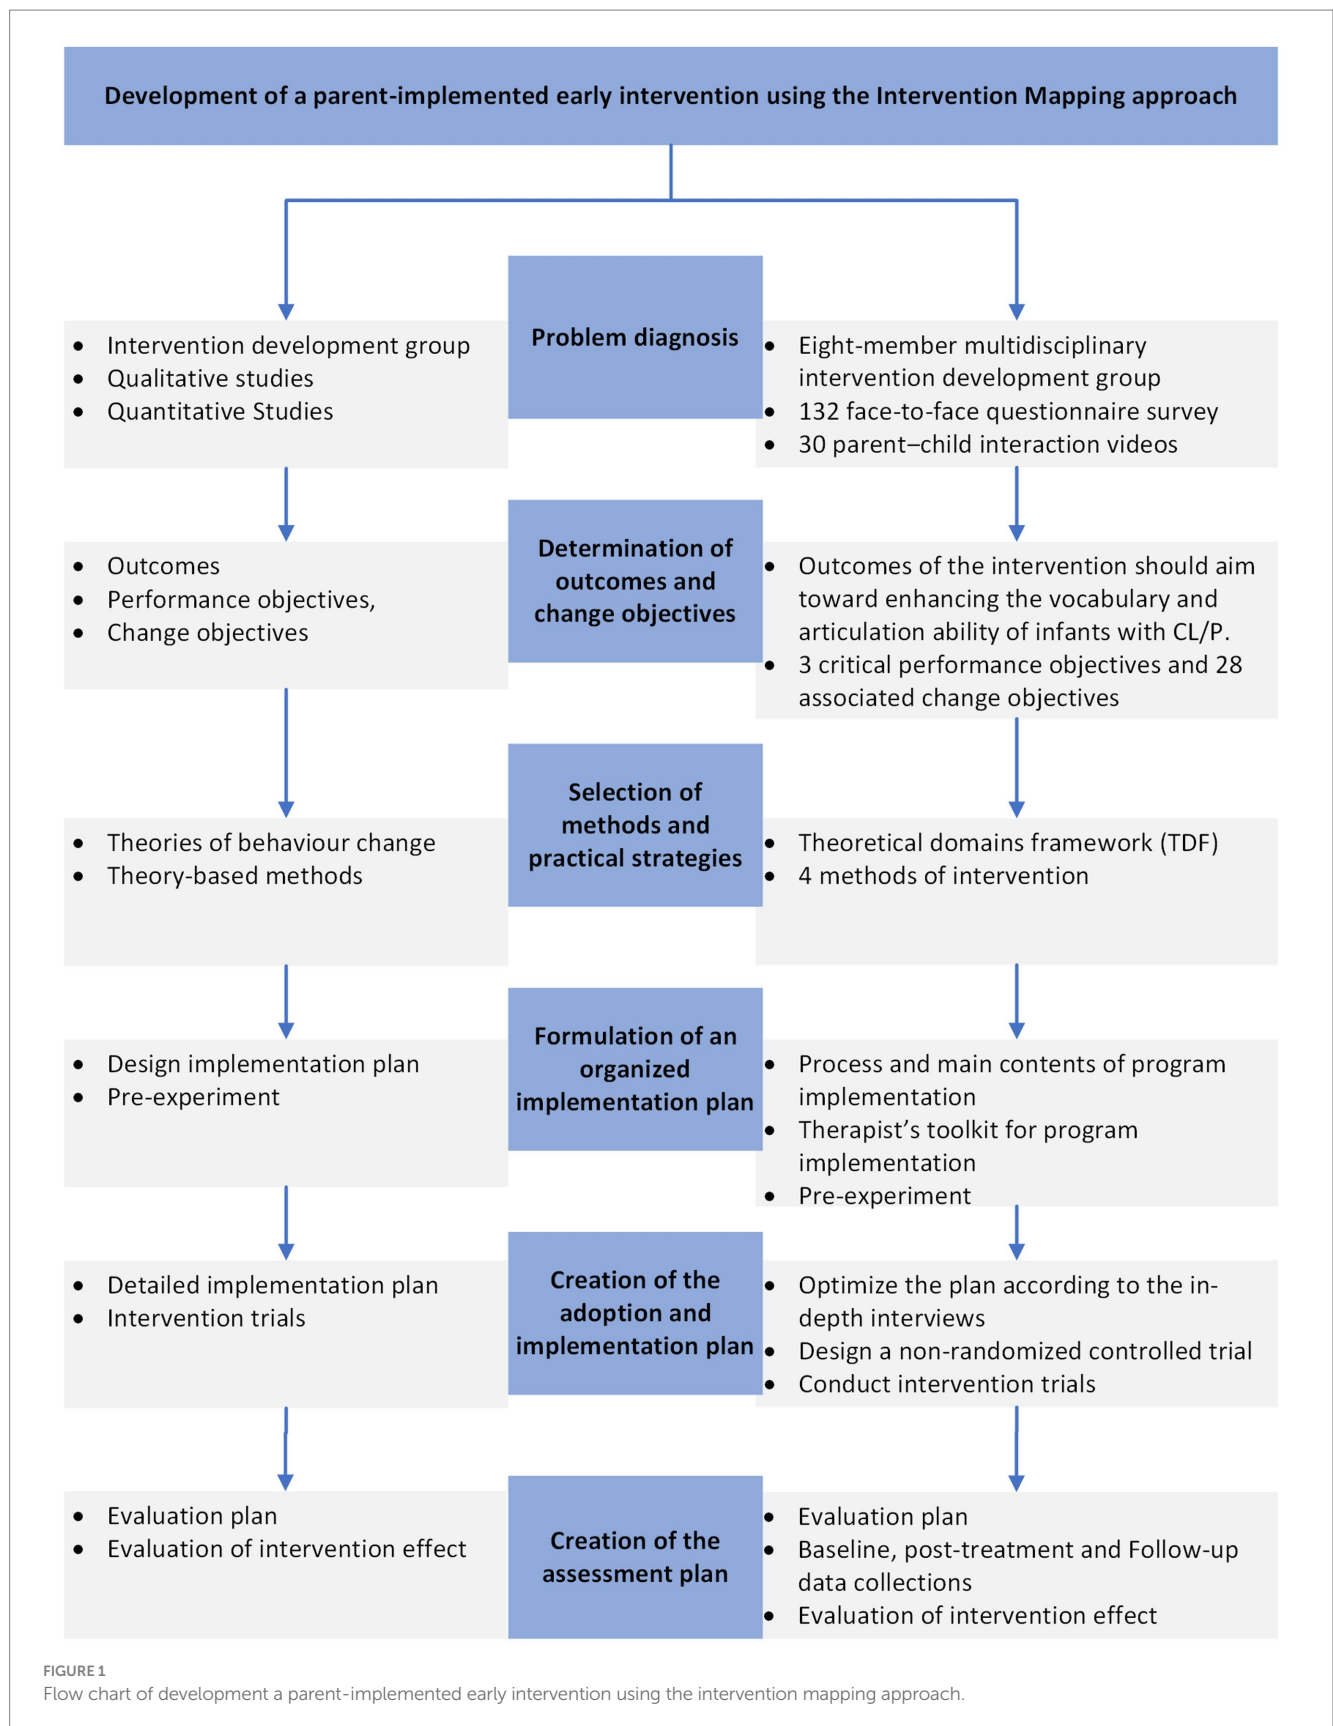 Development of a parent-implemented early intervention using the Intervention Mapping approach
Problem diagnosis
• Intervention development group
• Qualitative studies
• Quantitative Studies
• Eight-member multidisciplinary
intervention development group
• 132 face-to-face questionnaire survey
• 30 parent–child interaction videos
Determination of
outcomes and
change objectives
• Outcomes
• Performance objectives,
• Change objectives
• Outcomes of the intervention should aim
toward enhancing the vocabulary and
articulation ability of infants with CL/P.
• 3 critical performance objectives and 28
associated change objectives
Selection of
methods and
practical strategies
• Theories of behaviour change
• Theory-based methods
• Theoretical domains framework (TDF)
• 4 methods of intervention
Formulation of an
organized
implementation plan
• Design implementation plan
• Pre-experiment
• Process and main contents of program
implementation
• Therapist’s toolkit for program
implementation
• Pre-experiment
Creation of the
adoption and
implementation plan
• Detailed implementation plan
• Intervention trials
• Optimize the plan according to the in-
depth interviews
• Design a non-randomized controlled trial
• Conduct intervention trials
Creation of the
assessment plan
• Evaluation plan
• Evaluation of intervention effect
• Evaluation plan
• Baseline, post-treatment and Follow-up
data collections
• Evaluation of intervention effect
FIGURE 1
Flow chart of development a parent-implemented early intervention using the intervention mapping approach.